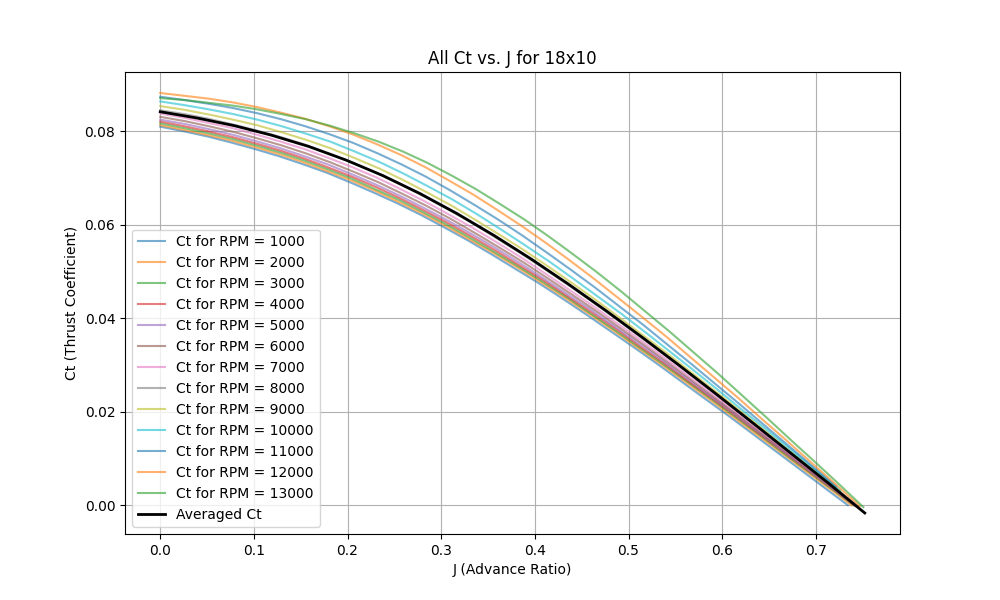 All Ct vs. J for 18x10
Ct (Thrust Coefficient)
0.08
0.06
0.04
0.02
0.00
Ct for RPM = 1000
Ct for RPM = 2000
Ct for RPM = 3000
Ct for RPM = 4000
Ct for RPM = 5000
Ct for RPM = 6000
Ct for RPM = 7000
Ct for RPM = 8000
Ct for RPM = 9000
Ct for RPM = 10000
Ct for RPM = 11000
Ct for RPM = 12000
Ct for RPM = 13000
Averaged Ct
0.0 0.1 0.2 0.3 0.4 0.5 0.6 0.7
J (Advance Ratio)